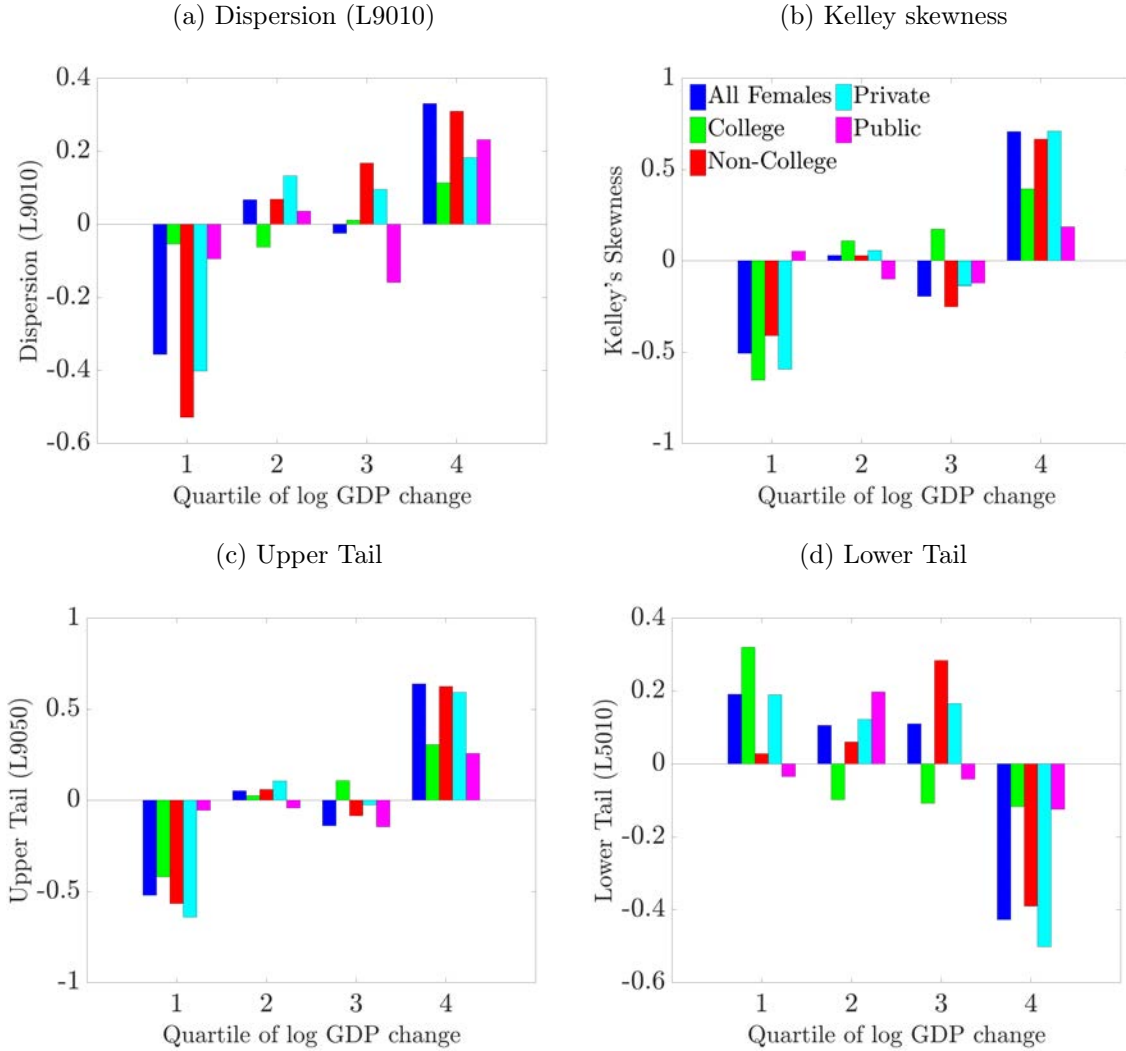 (a) Dispersion (L9010)
0.4
0.2
0
-0.2
-0.4
-0.6
Dispersion (L9010)
1 2 3 4
Quartile of log GDP change
(b) Kelley skewness
1
0.5
0
-0.5
-1
Kelley's Skewness
All Females Private
College Public
Non-College
1 2 3 4
Quartile of log GDP change
(c) Upper Tail
1
0.5
0
-0.5
-1
Upper Tail (L9050)
1 2 3 4
Quartile of log GDP change
(d) Lower Tail
0.4
0.2
0
-0.2
-0.4
-0.6
Lower Tail (L5010)
1 2 3 4
Quartile of log GDP change